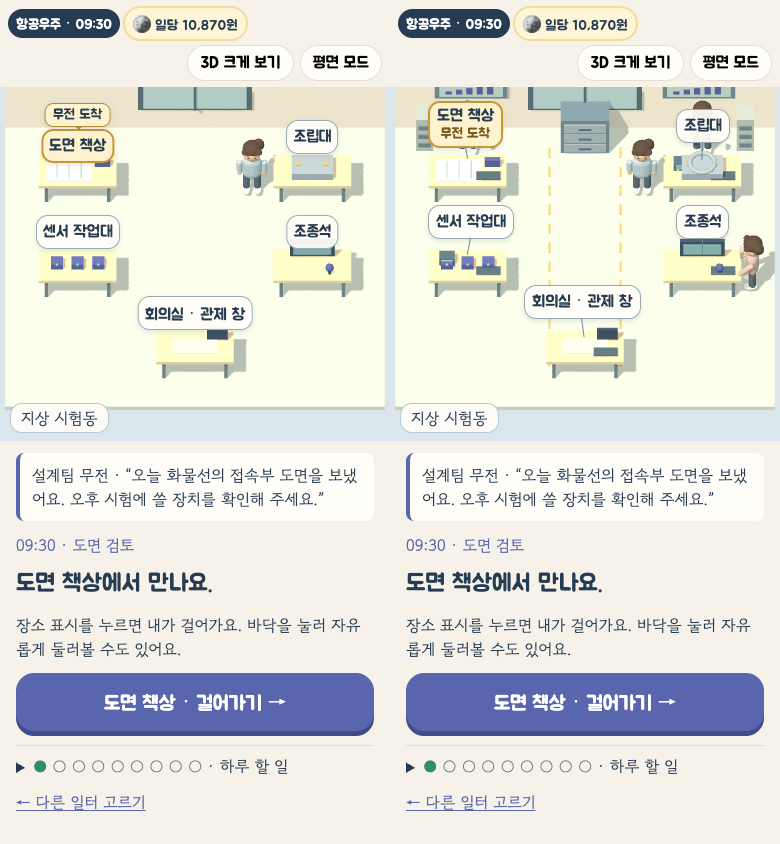 항공우주 · 09:30
일당 10,870원
3D 크게 보기
평면 모드
무전 도착
도면 책상
조립대
센서 작업대
조종석
회의실 · 관제 창
지상 시험동
설계팀 무전 · “오늘 화물선의 접속부 도면을 보냈
어요. 오후 시험에 쓸 장치를 확인해 주세요.”
09:30 · 도면 검토
도면 책상에서 만나요.
장소 표시를 누르면 내가 걸어가요. 바닥을 눌러 자유
롭게 둘러볼 수도 있어요.
도면 책상 · 걸어가기 →
▶ ● ○ ○ ○ ○ ○ ○ ○ ○ · 하루 할 일
← 다른 일터 고르기
항공우주 · 09:30
일당 10,870원
3D 크게 보기
평면 모드
도면 책상
무전 도착
조립대
센서 작업대
조종석
회의실 · 관제 창
지상 시험동
설계팀 무전 · “오늘 화물선의 접속부 도면을 보냈
어요. 오후 시험에 쓸 장치를 확인해 주세요.”
09:30 · 도면 검토
도면 책상에서 만나요.
장소 표시를 누르면 내가 걸어가요. 바닥을 눌러 자유
롭게 둘러볼 수도 있어요.
도면 책상 · 걸어가기 →
▶ ● ○ ○ ○ ○ ○ ○ ○ ○ · 하루 할 일
← 다른 일터 고르기